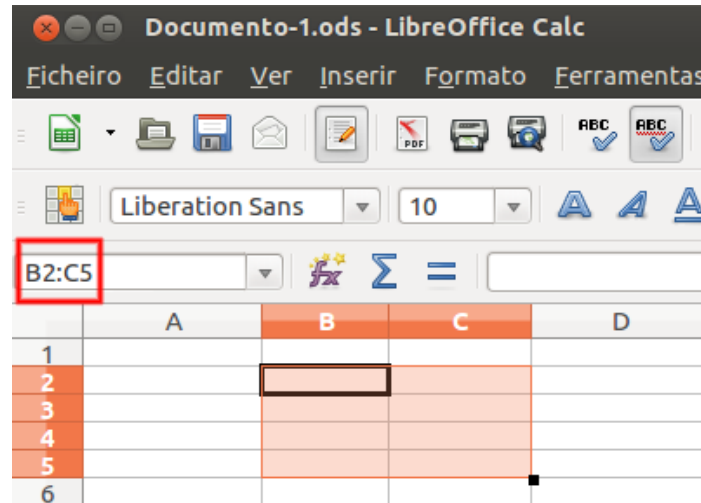 Documento-1.ods - LibreOffice Calc
Ficheiro Editar Ver Inserir Formato Ferramentas
PDF ABC ABC
Liberation Sans 10 A A A
B2:C5 fx Σ =
A B C D
1
2
3
4
5
6